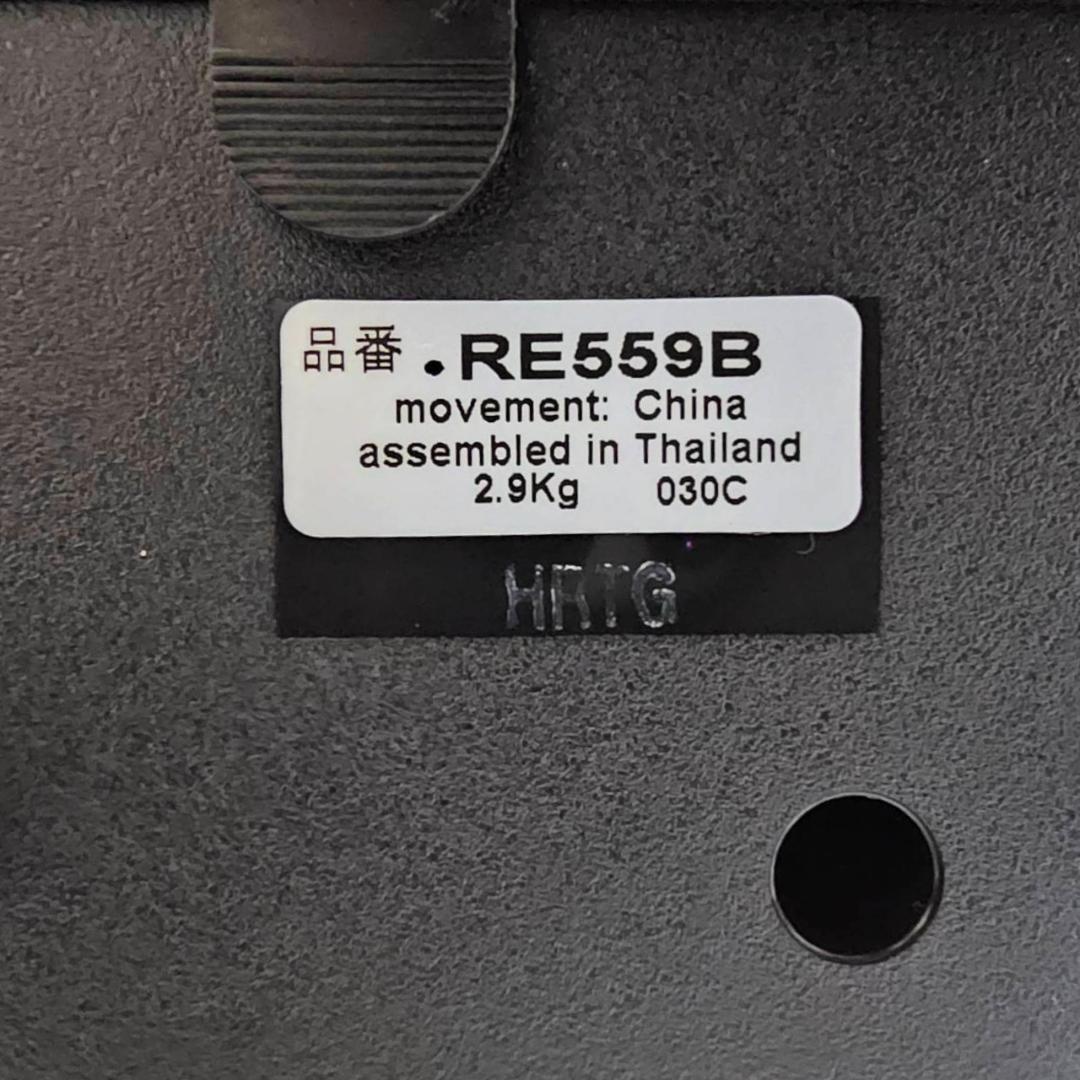 品番 .RE559B
movement: China
assembled in Thailand
2.9Kg 030C
HRTG